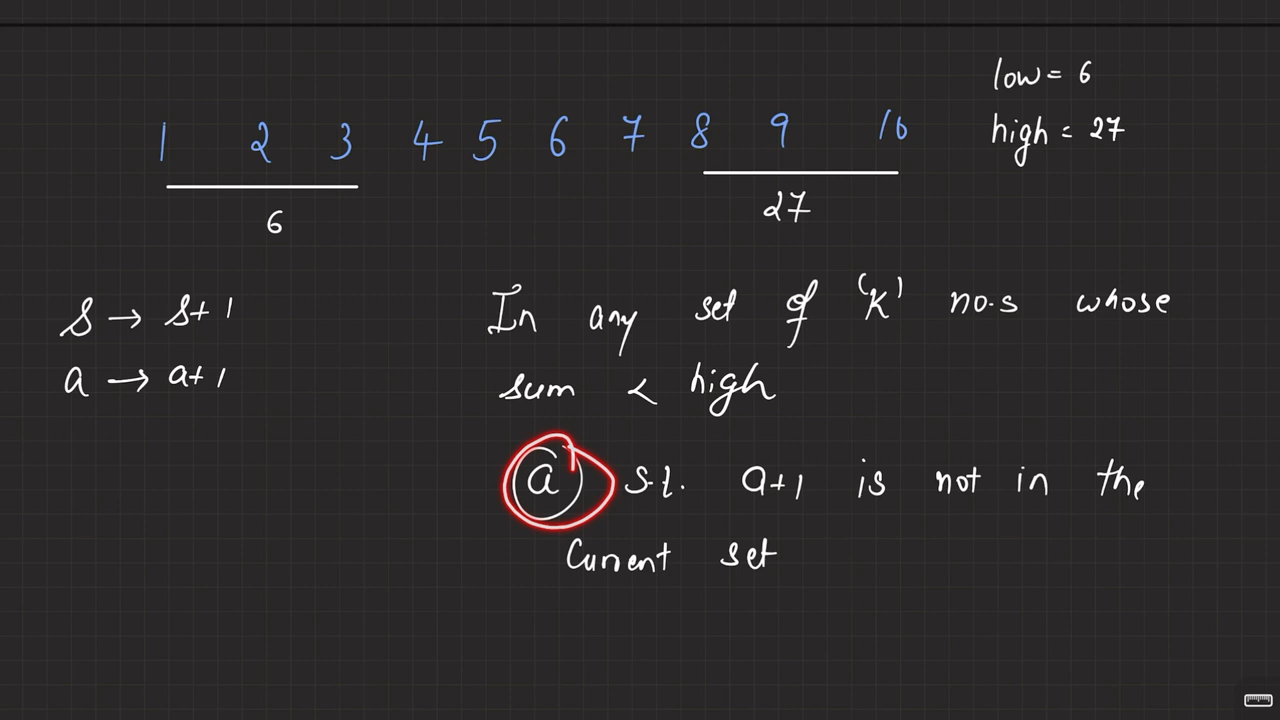 low = 6
high = 27
1 2 3 4 5 6 7 8 9 10
6
27
S → S+1
a → a+1
In any set of 'K' no.s whose
sum < high
a s.t. a+1 is not in the
Current set